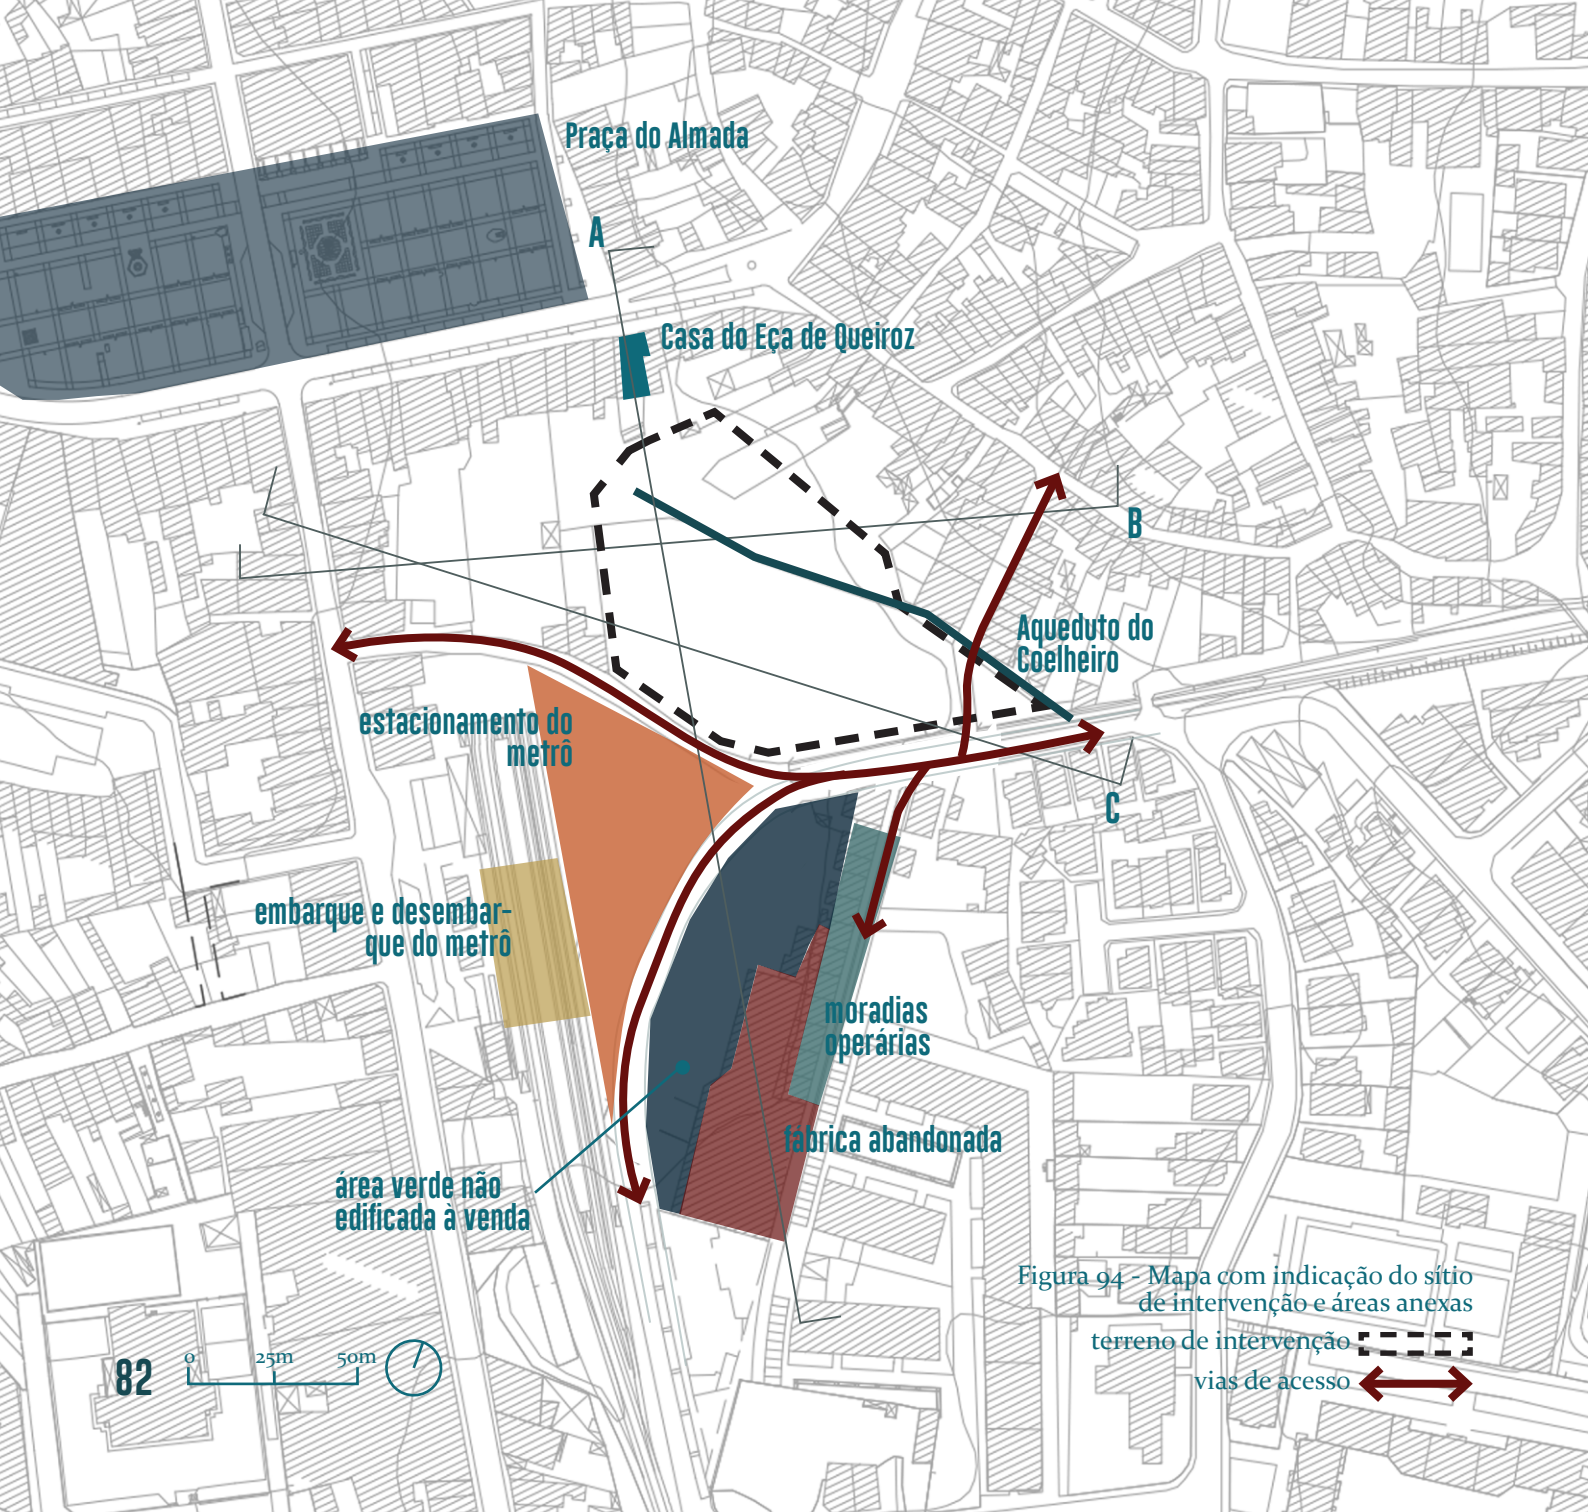 Praça do Almada
A
Casa do Eça de Queiroz
B
Aqueduto do
Coelheiro
estacionamento do
metrô
C
embarque e desembar-
que do metrô
moradias
operárias
fábrica abandonada
área verde não
edificada à venda
Figura 94 - Mapa com indicação do sítio
de intervenção e áreas anexas
terreno de intervenção
vias de acesso
82
0 25m 50m